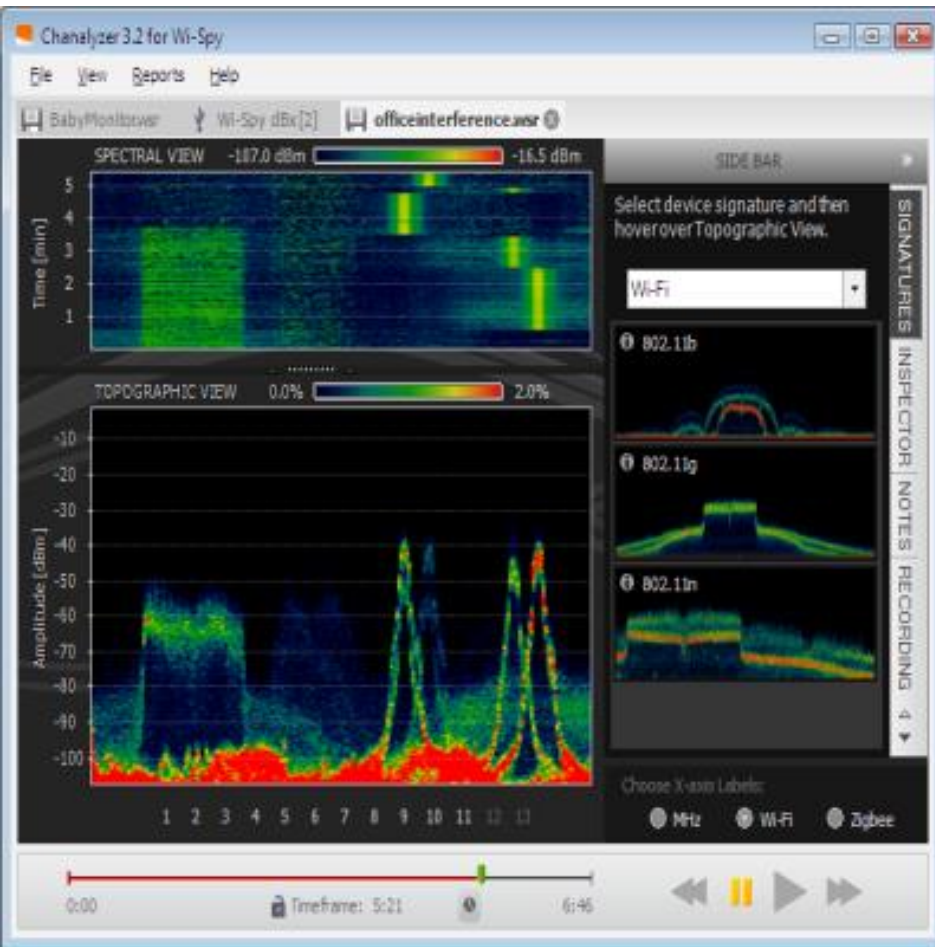 Chanalyzer 3.2 for Wi-Spy
File View Reports Help
BabyMonitor.wsr Wi-Spy dBx[2] officeinterference.wsr
SPECTRAL VIEW -107.0 dBm -16.5 dBm
Time [min]
5
4
3
2
1
TOPOGRAPHIC VIEW 0.0% 2.0%
Amplitude [dBm]
-10
-20
-30
-40
-50
-60
-70
-80
-90
-100
1 2 3 4 5 6 7 8 9 10 11 12 13
SIDE BAR
Select device signature and then
hover over Topographic View.
Wi-Fi
802.11b
802.11g
802.11n
SIGNATURES
INSPECTOR
NOTES
RECORDING
Choose X-axis Labels:
MHz Wi-Fi Zigbee
0:00 Timeframe: 5:21 6:46